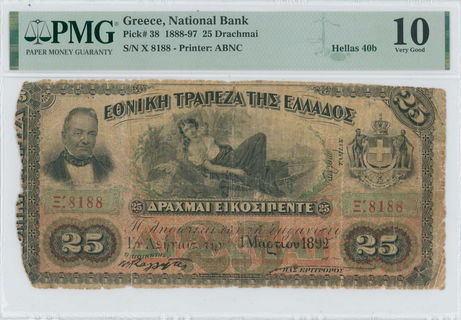 PMG
PAPER MONEY GUARANTY
Greece, National Bank
Pick# 38 1888-97 25 Drachmai
S/N X 8188 - Printer: ABNC
Hellas 40b
10
Very Good
ΕΘΝΙΚΗ ΤΡΑΠΕΖΑ ΤΗΣ ΕΛΛΑΔΟΣ
25
Ξ 8188
Ξ 8188
25 ΔΡΑΧΜΑΙ ΕΙΚΟΣΙΠΕΝΤΕ 25
25
1 Μαρτίου 1892
25